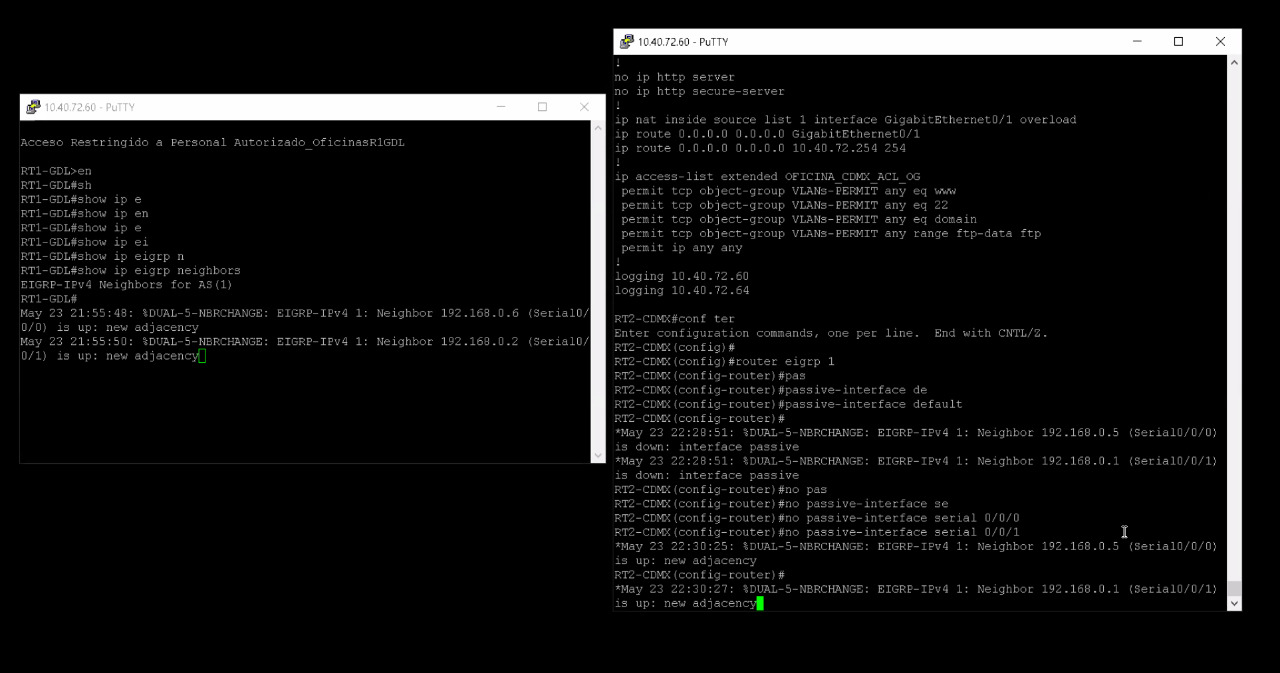 10.40.72.60 - PuTTY
Acceso Restringido a Personal Autorizado_OficinasR1GDL
RT1-GDL>en
RT1-GDL#sh
RT1-GDL#show ip e
RT1-GDL#show ip en
RT1-GDL#show ip e
RT1-GDL#show ip ei
RT1-GDL#show ip eigrp n
RT1-GDL#show ip eigrp neighbors
EIGRP-IPv4 Neighbors for AS(1)
RT1-GDL#
May 23 21:55:48: %DUAL-5-NBRCHANGE: EIGRP-IPv4 1: Neighbor 192.168.0.6 (Serial0/
0/0) is up: new adjacency
May 23 21:55:50: %DUAL-5-NBRCHANGE: EIGRP-IPv4 1: Neighbor 192.168.0.2 (Serial0/
0/1) is up: new adjacency
10.40.72.60 - PuTTY
!
no ip http server
no ip http secure-server
!
ip nat inside source list 1 interface GigabitEthernet0/1 overload
ip route 0.0.0.0 0.0.0.0 GigabitEthernet0/1
ip route 0.0.0.0 0.0.0.0 10.40.72.254 254
!
ip access-list extended OFICINA_CDMX_ACL_OG
permit tcp object-group VLANs-PERMIT any eq www
permit tcp object-group VLANs-PERMIT any eq 22
permit tcp object-group VLANs-PERMIT any eq domain
permit tcp object-group VLANs-PERMIT any range ftp-data ftp
permit ip any any
!
logging 10.40.72.60
logging 10.40.72.64
RT2-CDMX#conf ter
Enter configuration commands, one per line.  End with CNTL/Z.
RT2-CDMX(config)#
RT2-CDMX(config)#router eigrp 1
RT2-CDMX(config-router)#pas
RT2-CDMX(config-router)#passive-interface de
RT2-CDMX(config-router)#passive-interface default
RT2-CDMX(config-router)#
*May 23 22:28:51: %DUAL-5-NBRCHANGE: EIGRP-IPv4 1: Neighbor 192.168.0.5 (Serial0/0/0)
is down: interface passive
*May 23 22:28:51: %DUAL-5-NBRCHANGE: EIGRP-IPv4 1: Neighbor 192.168.0.1 (Serial0/0/1)
is down: interface passive
RT2-CDMX(config-router)#no pas
RT2-CDMX(config-router)#no passive-interface se
RT2-CDMX(config-router)#no passive-interface serial 0/0/0
RT2-CDMX(config-router)#no passive-interface serial 0/0/1
*May 23 22:30:25: %DUAL-5-NBRCHANGE: EIGRP-IPv4 1: Neighbor 192.168.0.5 (Serial0/0/0)
is up: new adjacency
RT2-CDMX(config-router)#
*May 23 22:30:27: %DUAL-5-NBRCHANGE: EIGRP-IPv4 1: Neighbor 192.168.0.1 (Serial0/0/1)
is up: new adjacency